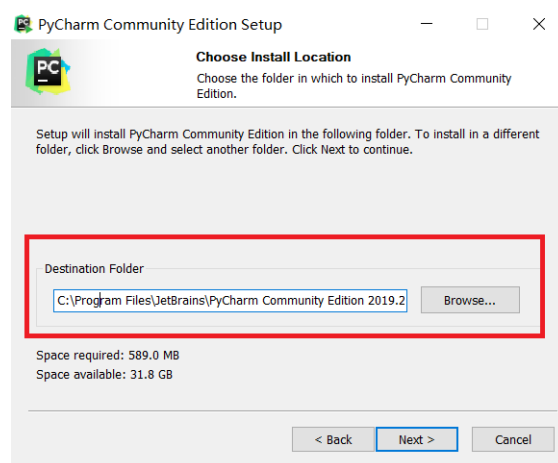 PyCharm Community Edition Setup
PC
Choose Install Location
Choose the folder in which to install PyCharm Community
Edition.
Setup will install PyCharm Community Edition in the following folder. To install in a different
folder, click Browse and select another folder. Click Next to continue.
Destination Folder
C:\Program Files\JetBrains\PyCharm Community Edition 2019.2
Browse...
Space required: 589.0 MB
Space available: 31.8 GB
< Back Next > Cancel